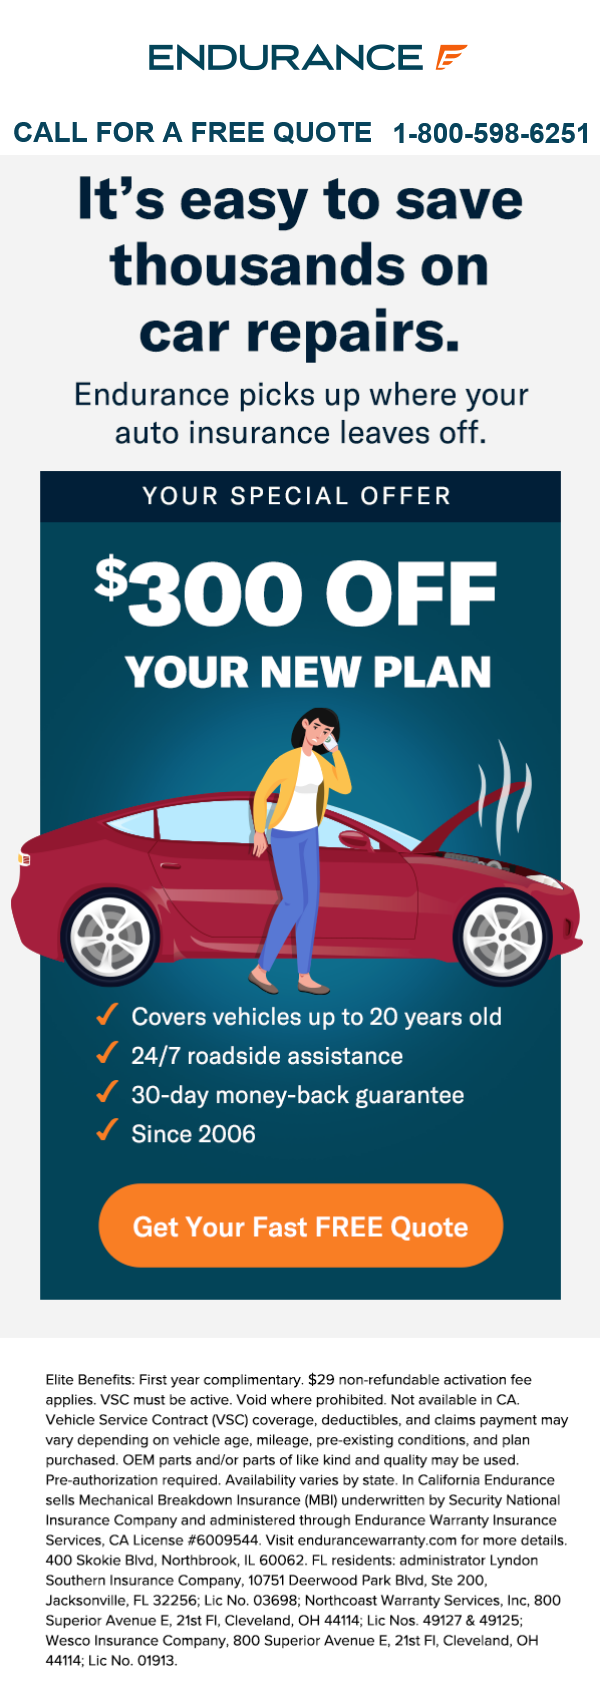 ENDURANCE
CALL FOR A FREE QUOTE 1-800-598-6251
It’s easy to save
thousands on
car repairs.
Endurance picks up where your
auto insurance leaves off.
YOUR SPECIAL OFFER
$300 OFF
YOUR NEW PLAN
Covers vehicles up to 20 years old
24/7 roadside assistance
30-day money-back guarantee
Since 2006
Get Your Fast FREE Quote
Elite Benefits: First year complimentary. $29 non-refundable activation fee
applies. VSC must be active. Void where prohibited. Not available in CA.
Vehicle Service Contract (VSC) coverage, deductibles, and claims payment may
vary depending on vehicle age, mileage, pre-existing conditions, and plan
purchased. OEM parts and/or parts of like kind and quality may be used.
Pre-authorization required. Availability varies by state. In California Endurance
sells Mechanical Breakdown Insurance (MBI) underwritten by Security National
Insurance Company and administered through Endurance Warranty Insurance
Services, CA License #6009544. Visit endurancewarranty.com for more details.
400 Skokie Blvd, Northbrook, IL 60062. FL residents: administrator Lyndon
Southern Insurance Company, 10751 Deerwood Park Blvd, Ste 200,
Jacksonville, FL 32256; Lic No. 03698; Northcoast Warranty Services, Inc, 800
Superior Avenue E, 21st Fl, Cleveland, OH 44114; Lic Nos. 49127 & 49125;
Wesco Insurance Company, 800 Superior Avenue E, 21st Fl, Cleveland, OH
44114; Lic No. 01913.